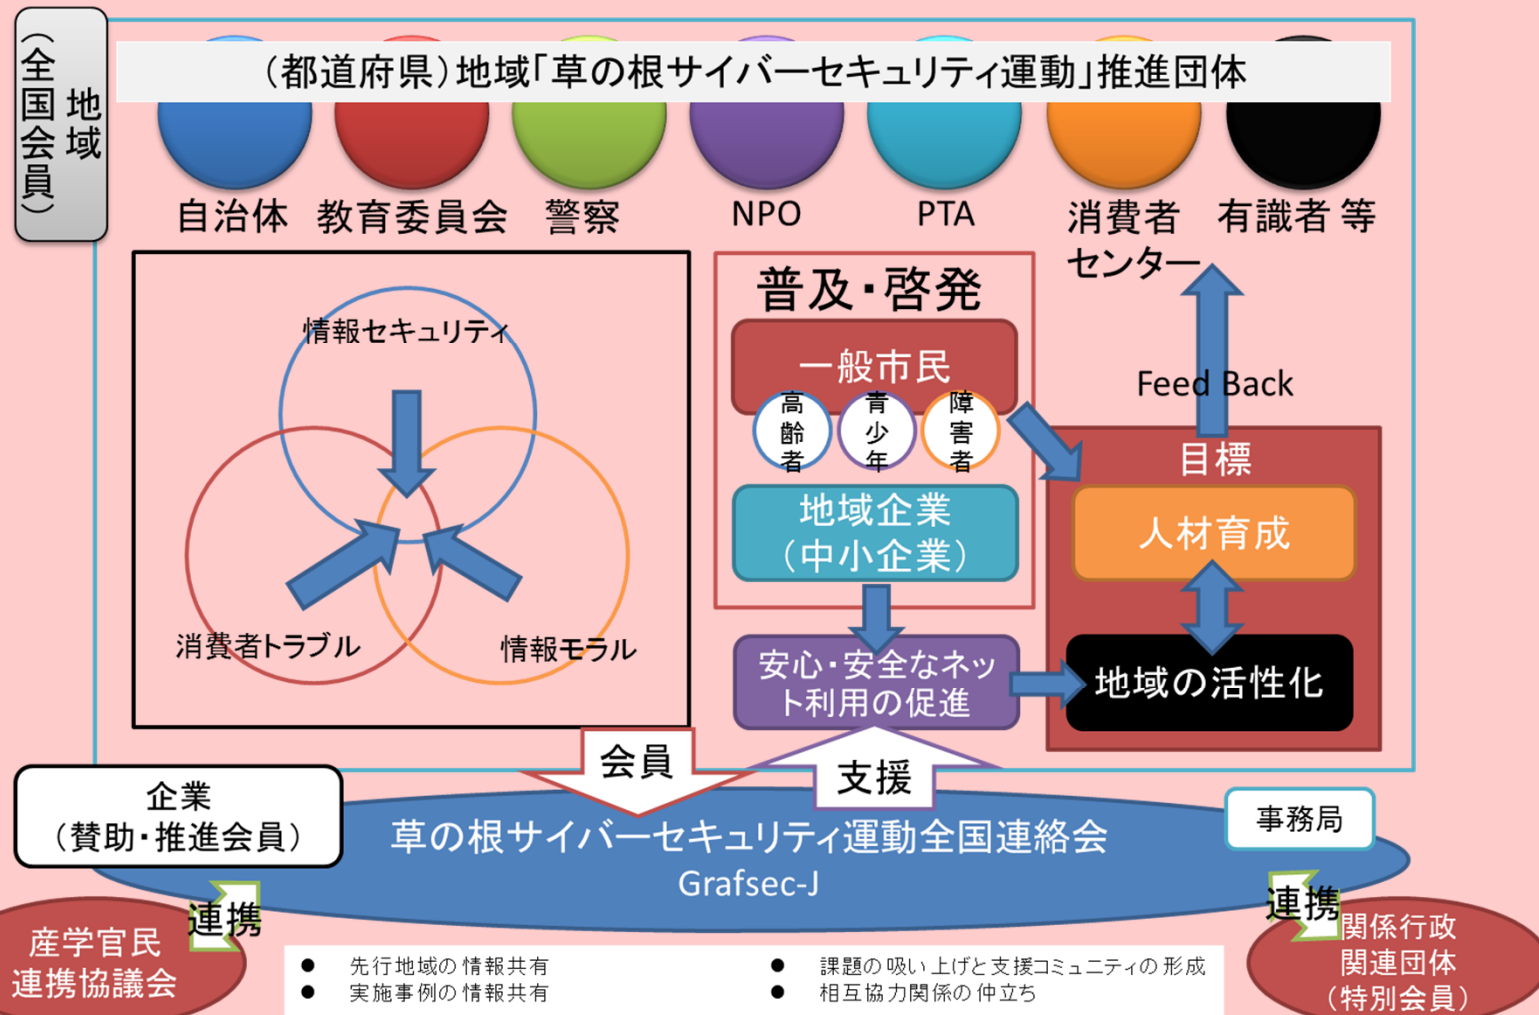 （全国会員）
地域
（都道府県）地域「草の根サイバーセキュリティ運動」推進団体
自治体
教育委員会
警察
NPO
PTA
消費者
センター
有識者 等
情報セキュリティ
消費者トラブル
情報モラル
普及・啓発
一般市民
高齢者
青少年
障害者
地域企業
（中小企業）
安心・安全なネッ
ト利用の促進
Feed Back
目標
人材育成
地域の活性化
会員
支援
企業
（賛助・推進会員）
草の根サイバーセキュリティ運動全国連絡会
Grafsec-J
事務局
連携
連携
産学官民
連携協議会
関係行政
関連団体
（特別会員）
● 先行地域の情報共有
● 実施事例の情報共有
● 課題の吸い上げと支援コミュニティの形成
● 相互協力関係の仲立ち